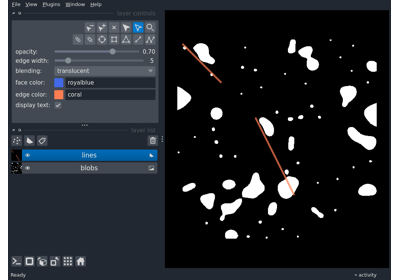 File View Plugins Window Help
layer controls
opacity: 0.70
edge width: 5
blending: translucent
face color: royalblue
edge color: coral
display text:
layer list
lines
blobs
Ready
activity